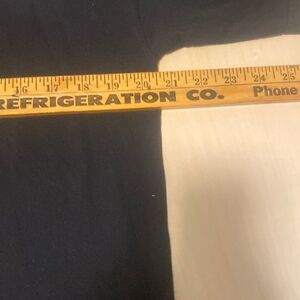 16 17 18 19 20 21 22 23 24 25
REFRIGERATION CO. Phone